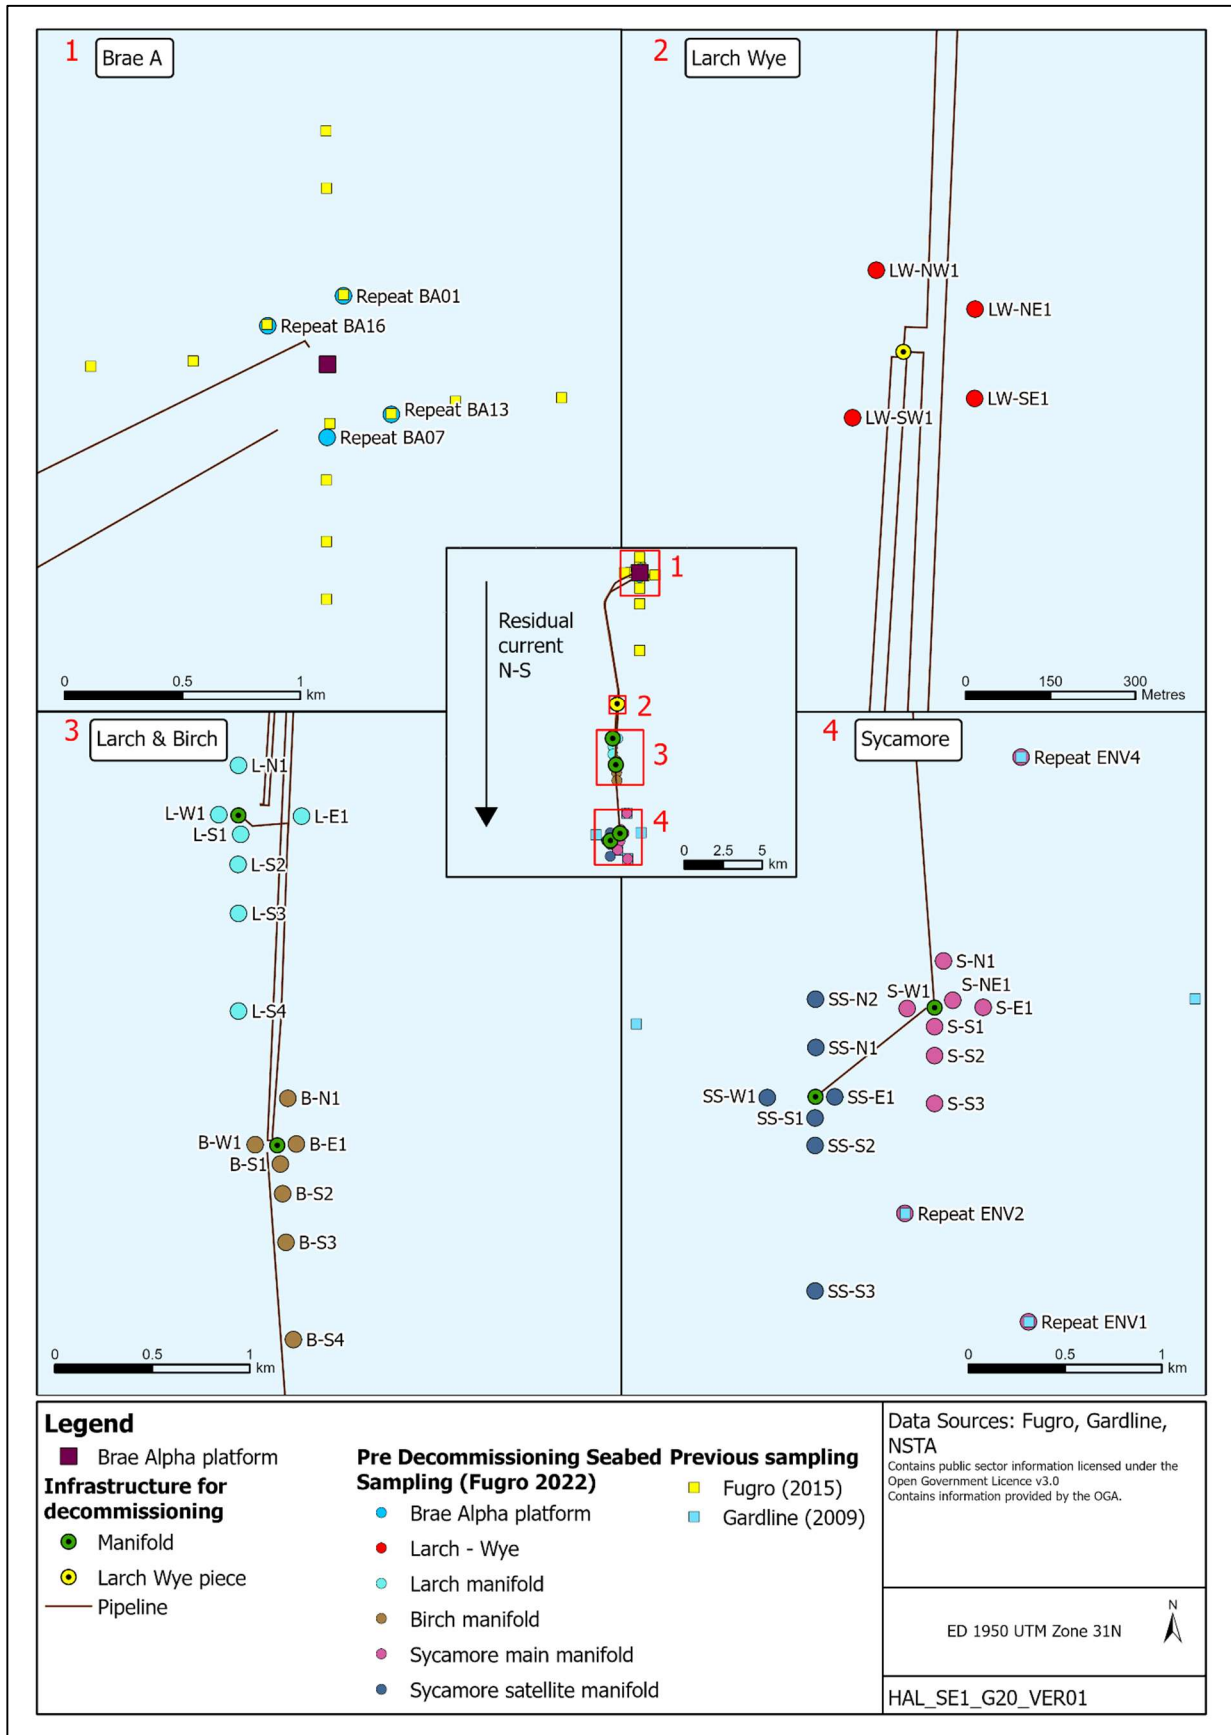 1
Brae A
Repeat BA01
Repeat BA16
Repeat BA13
Repeat BA07
0 0.5 1
km
2
Larch Wye
LW-NW1
LW-NE1
LW-SE1
LW-SW1
0 150 300
Metres
Residual
current
N-S
1
2
3
4
0 2.5 5
km
3
Larch & Birch
L-N1
L-W1
L-E1
L-S1
L-S2
L-S3
L-S4
B-N1
B-W1
B-E1
B-S1
B-S2
B-S3
B-S4
0 0.5 1
km
4
Sycamore
Repeat ENV4
S-N1
S-NE1
S-W1
S-E1
SS-N2
S-S1
SS-N1
S-S2
SS-W1
SS-E1
S-S3
SS-S1
SS-S2
Repeat ENV2
SS-S3
Repeat ENV1
0 0.5 1
km
Legend
Brae Alpha platform
Infrastructure for
decommissioning
Manifold
Larch Wye piece
Pipeline
Pre Decommissioning Seabed
Sampling (Fugro 2022)
Brae Alpha platform
Larch - Wye
Larch manifold
Birch manifold
Sycamore main manifold
Sycamore satellite manifold
Previous sampling
Fugro (2015)
Gardline (2009)
Data Sources: Fugro, Gardline,
NSTA
Contains public sector information licensed under the
Open Government Licence v3.0
Contains information provided by the OGA.
N
ED 1950 UTM Zone 31N
HAL_SE1_G20_VER01